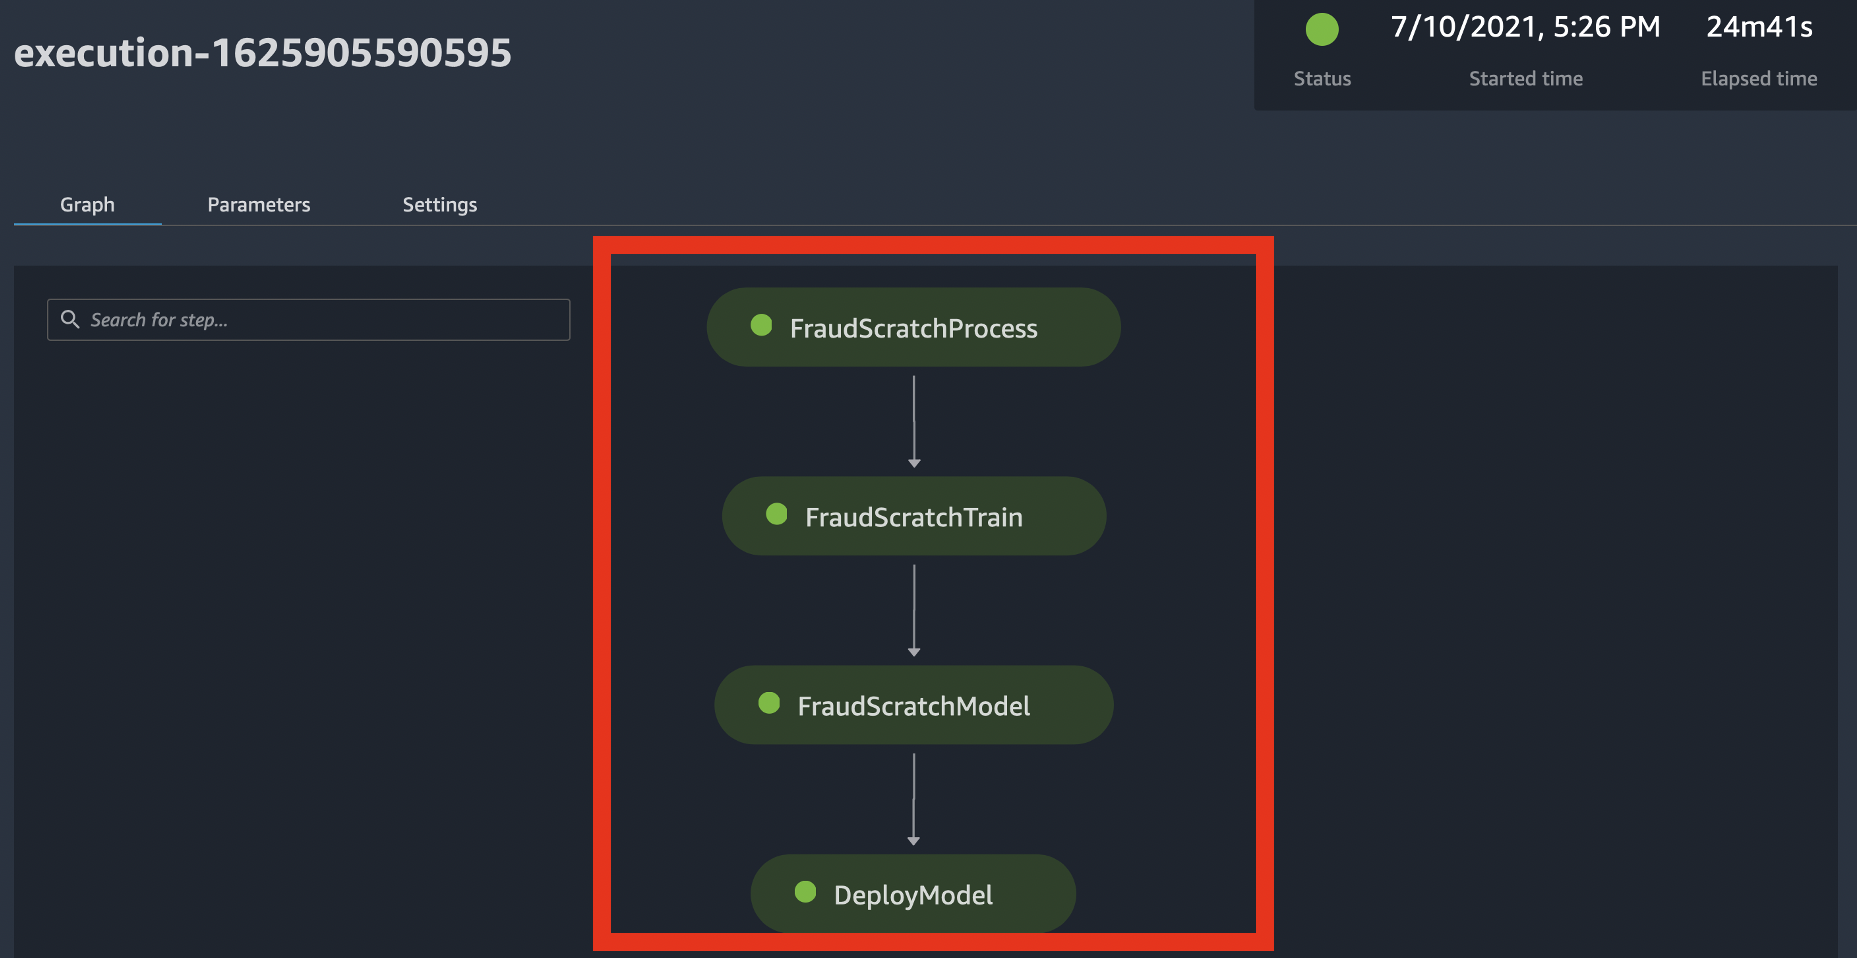 execution-1625905590595
7/10/2021, 5:26 PM
24m41s
Status
Started time
Elapsed time
Graph
Parameters
Settings
Search for step...
FraudScratchProcess
FraudScratchTrain
FraudScratchModel
DeployModel